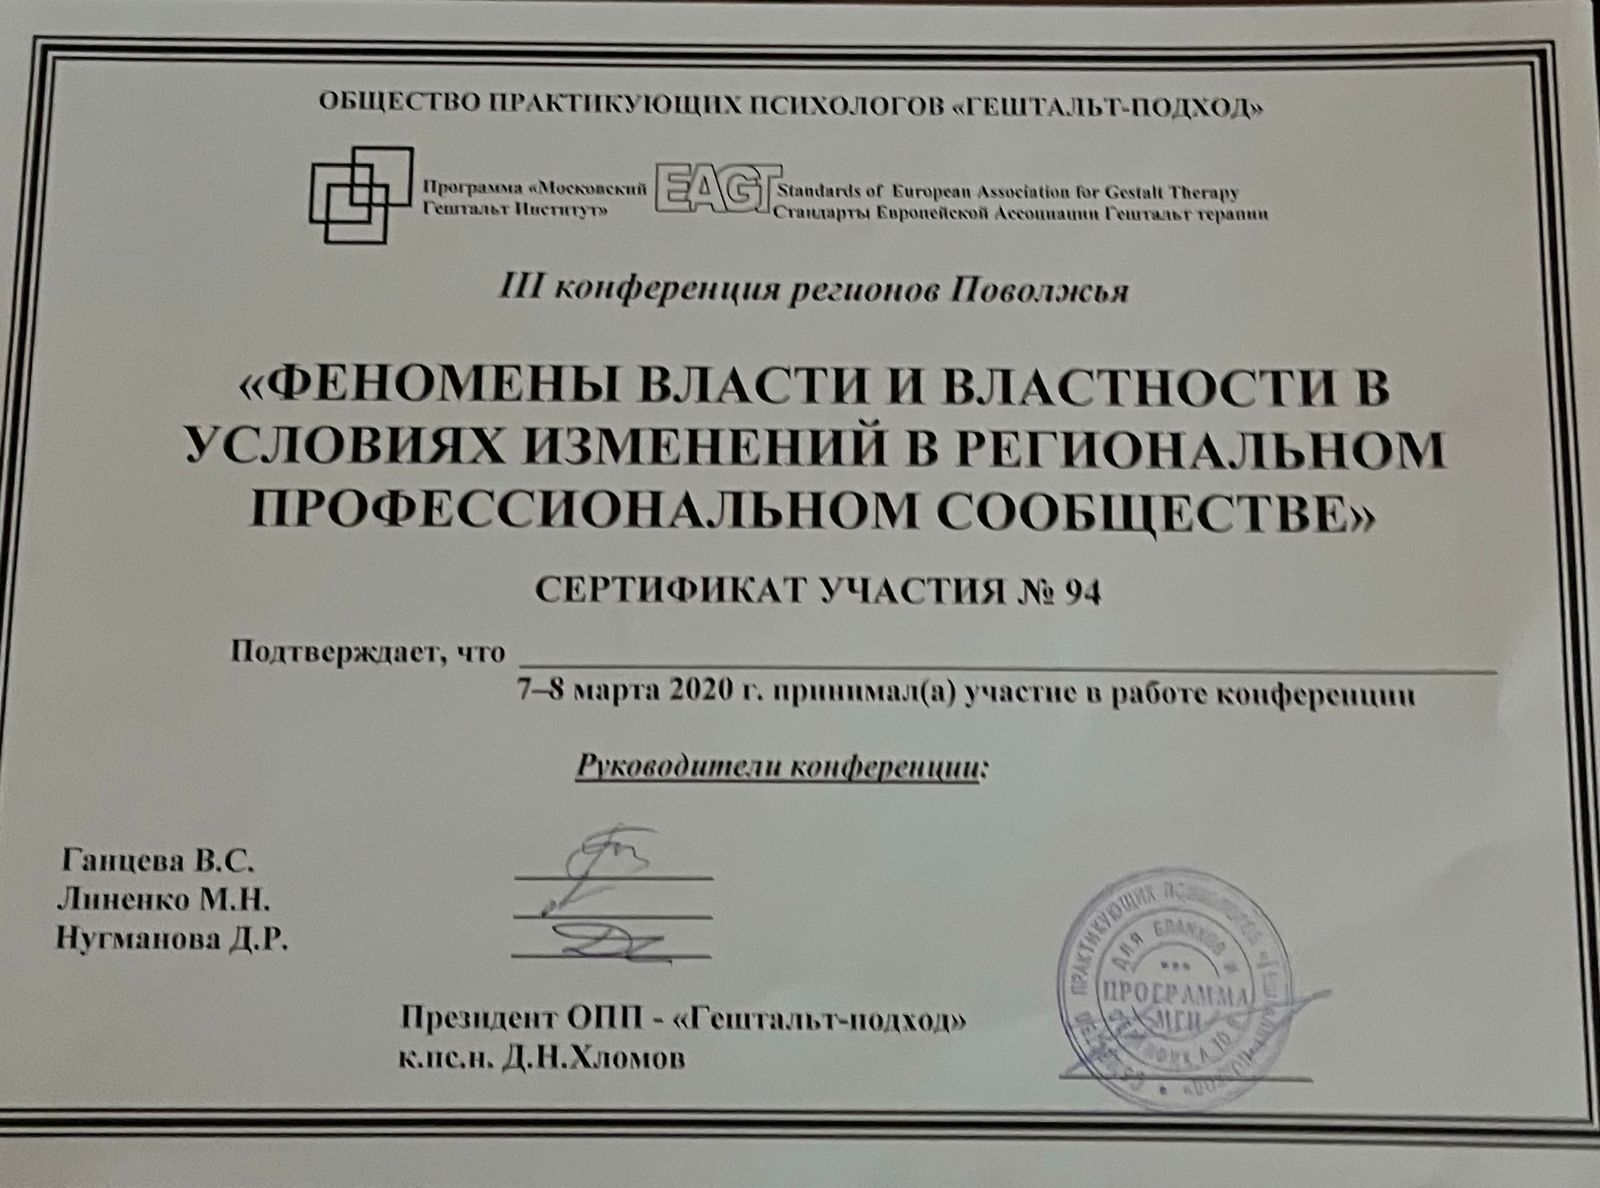 ОБЩЕСТВО ПРАКТИКУЮЩИХ ПСИХОЛОГОВ «ГЕШТАЛЬТ-ПОДХОД»
Программа «Московский
Гештальт Институт»
EAGT
Standards of European Association for Gestalt Therapy
Стандарты Европейской Ассоциации Гештальт терапии
III конференция регионов Поволжья
«ФЕНОМЕНЫ ВЛАСТИ И ВЛАСТНОСТИ В
УСЛОВИЯХ ИЗМЕНЕНИЙ В РЕГИОНАЛЬНОМ
ПРОФЕССИОНАЛЬНОМ СООБЩЕСТВЕ»
СЕРТИФИКАТ УЧАСТИЯ № 94
Подтверждает, что
7–8 марта 2020 г. принимал(а) участие в работе конференции
Руководители конференции:
Ганцева В.С.
Линенко М.Н.
Нугманова Д.Р.
Президент ОПП - «Гештальт-подход»
к.пс.н. Д.Н.Хломов
ПРАКТИКУЮЩИХ
ДЛЯ БЛАНКОВ И
ПРОГРАММА
МГИ